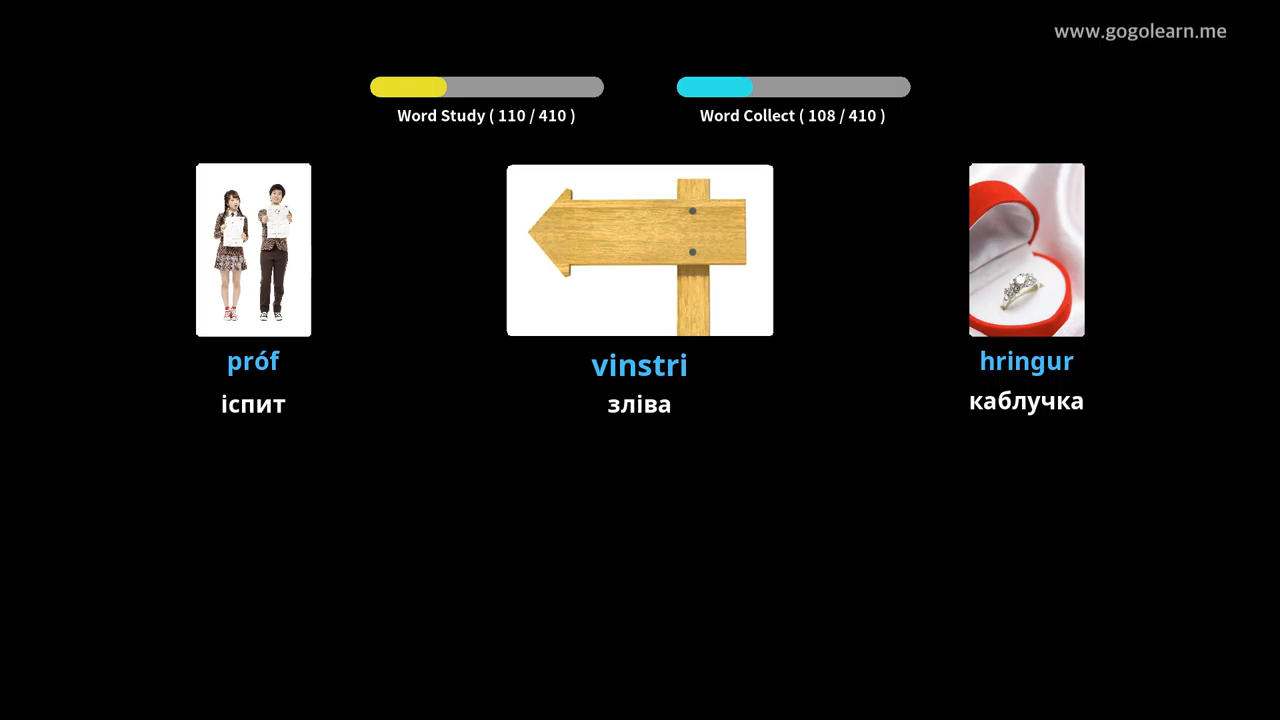 www.gogolearn.me
Word Study ( 110 / 410 )
Word Collect ( 108 / 410 )
próf
vinstri
hringur
іспит
зліва
каблучка